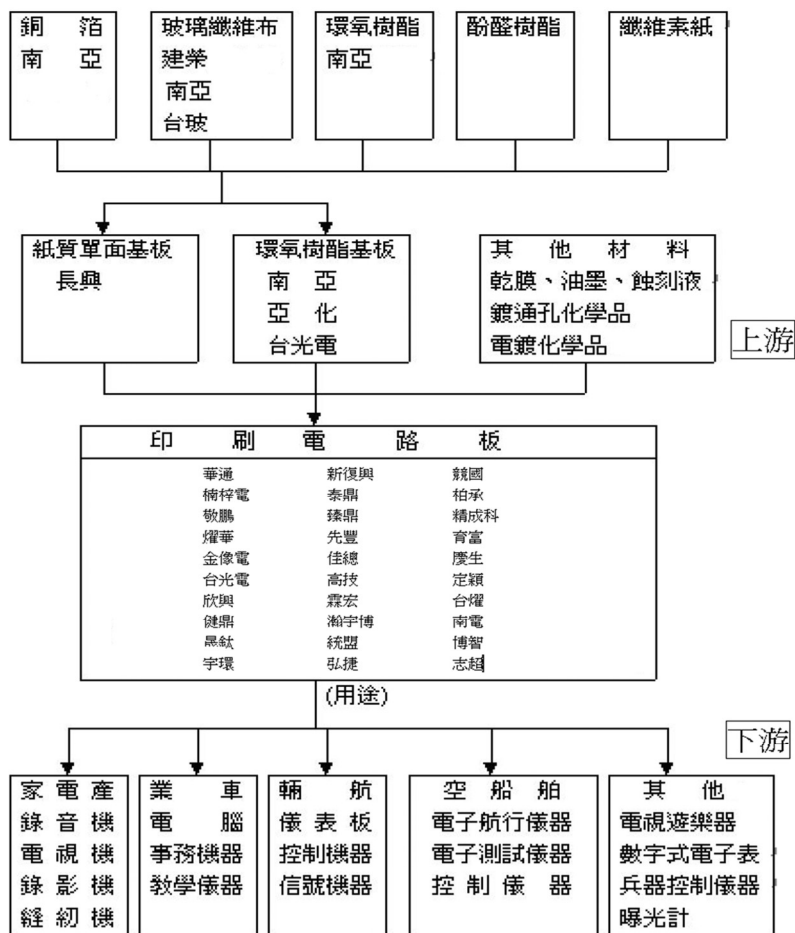 銅箔
南亞
玻璃纖維布
建榮
南亞
台玻
環氧樹酯
南亞
酚醛樹酯
纖維素紙
紙質單面基板
長興
環氧樹酯基板
南亞
亞化
台光電
其他材料
乾膜、油墨、蝕刻液
鍍通孔化學品
電鍍化學品
上游
印刷電路板
華通 新復興 競國
楠梓電 泰鼎 柏承
敬鵬 臻鼎 精成科
燿華 先豐 育富
金像電 佳總 慶生
台光電 高技 定穎
欣興 霖宏 台燿
健鼎 瀚宇博 南電
晟鈦 統盟 博智
宇環 弘捷 志超
(用途)
下游
家電產
錄音機
電視機
錄影機
縫紉機
業車
電腦
事務機器
教學儀器
輛航
儀表板
控制機器
信號機器
空船舶
電子航行儀器
電子測試儀器
控制儀器
其他
電視遊樂器
數字式電子表
兵器控制儀器
曝光計